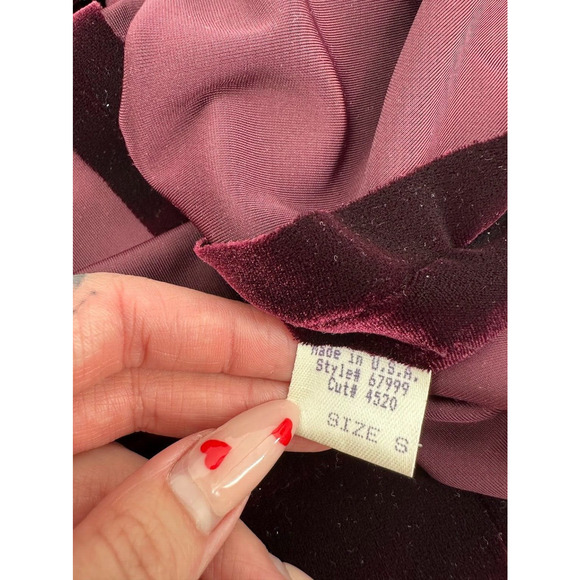 Made in U.S.A.
Style# 67999
Cut# 4520
SIZE S